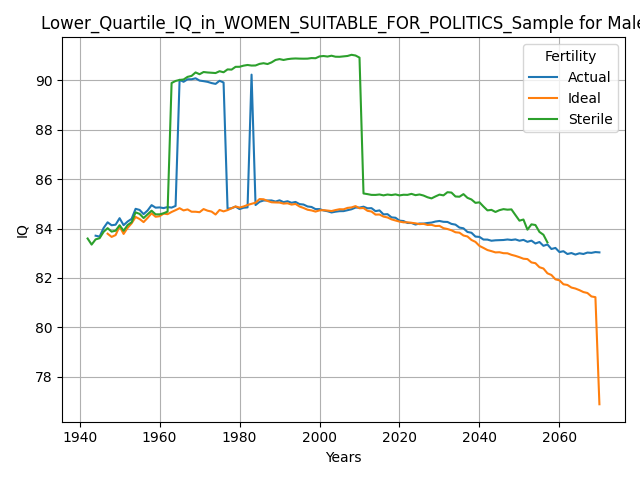 Lower_Quartile_IQ_in_WOMEN_SUITABLE_FOR_POLITICS_Sample for Male
Fertility
Actual
Ideal
Sterile
IQ
90
88
86
84
82
80
78
1940 1960 1980 2000 2020 2040 2060
Years